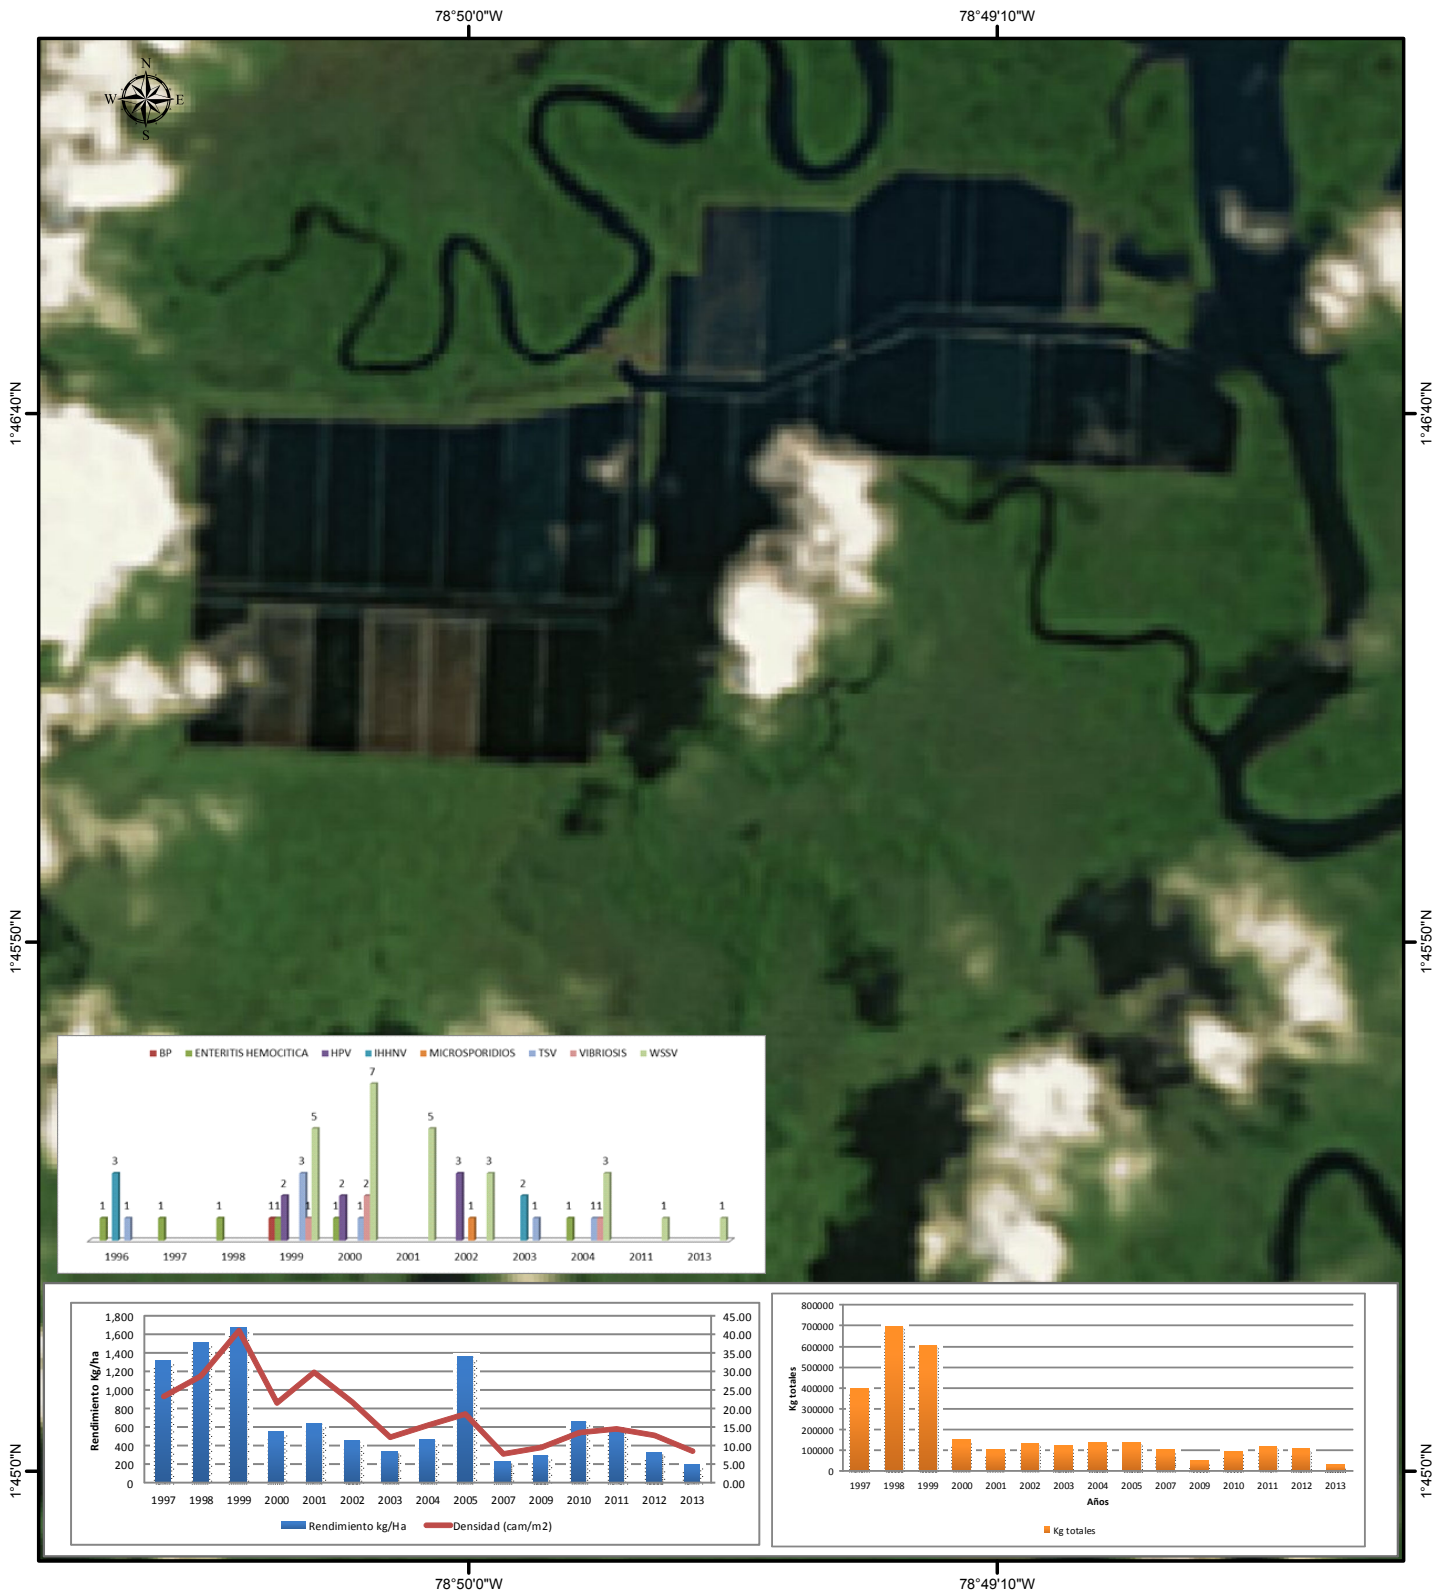 78°50'0"W 78°49'10"W
N
W E
S
1°46'40"N 1°46'40"N
1°45'50"N 1°45'50"N
BP ENTERITIS HEMOCITICA HPV IHHNV MICROSPORIDIOS TSV VIBRIOSIS WSSV
7
5 5
3 3 3 3 3
2 2 2 2
1 1 1 1 11 1 1 1 1 1 1 11 1 1
1996 1997 1998 1999 2000 2001 2002 2003 2004 2011 2013
1,800 45.00
1,600 40.00
1,400 35.00
1,200 30.00
1,000 25.00
800 20.00
600 15.00
400 10.00
200 5.00
0 0.00
Rendimiento Kg/ha
1997 1998 1999 2000 2001 2002 2003 2004 2005 2007 2009 2010 2011 2012 2013
Rendimiento kg/Ha Densidad (cam/m2)
800000
700000
600000
500000
400000
300000
200000
100000
0
Kg totales
1997 1998 1999 2000 2001 2002 2003 2004 2005 2007 2009 2010 2011 2012 2013
Años
Kg totales
1°45'0"N 1°45'0"N
78°50'0"W 78°49'10"W